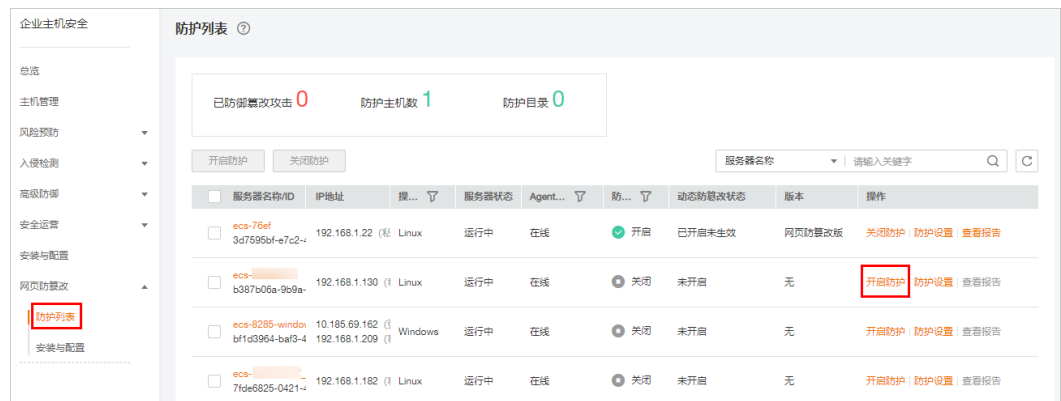 企业主机安全
总览
主机管理
风险预防
入侵检测
高级防御
安全运营
安装与配置
网页防篡改
防护列表
安装与配置
防护列表 ?
已防御篡改攻击 0 防护主机数 1 防护目录 0
开启防护 关闭防护 服务器名称 请输入关键字
服务器名称/ID IP地址 操... 服务器状态 Agent... 防... 动态防篡改状态 版本 操作
ecs-76ef
3d7595bf-e7c2-4 192.168.1.22 (私 Linux 运行中 在线 开启 已开启未生效 网页防篡改版 关闭防护 防护设置 查看报告
ecs-
b387b06a-9b9a- 192.168.1.130 Linux 运行中 在线 关闭 未开启 无 开启防护 防护设置 查看报告
ecs-8285-window 10.185.69.162
bf1d3964-baf3-4 192.168.1.209 Windows 运行中 在线 关闭 未开启 无 开启防护 防护设置 查看报告
ecs-
7fde6825-0421-4 192.168.1.182 Linux 运行中 在线 关闭 未开启 无 开启防护 防护设置 查看报告